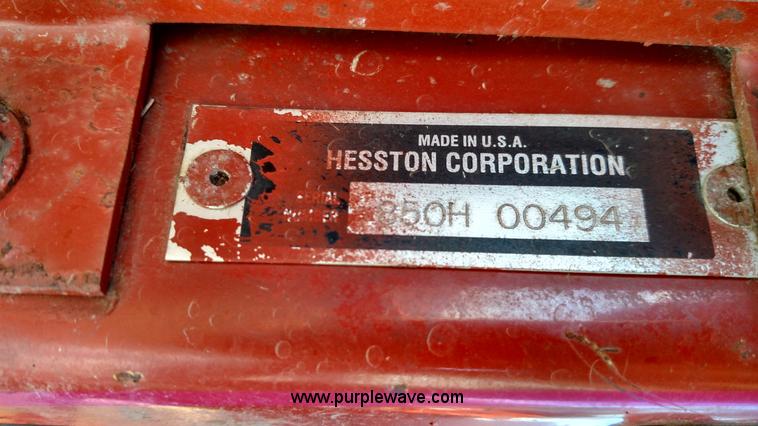 MADE IN U.S.A.
HESSTON CORPORATION
850H 00494
www.purplewave.com